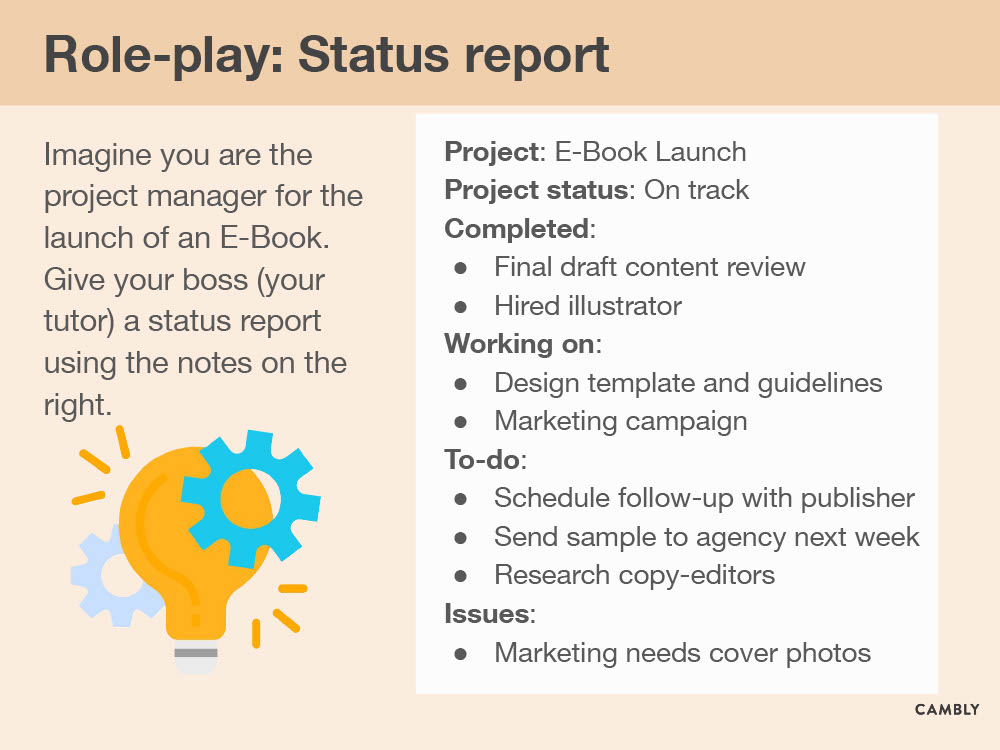 Role-play: Status report
Imagine you are the
project manager for the
launch of an E-Book.
Give your boss (your
tutor) a status report
using the notes on the
right.
Project: E-Book Launch
Project status: On track
Completed:
● Final draft content review
● Hired illustrator
Working on:
● Design template and guidelines
● Marketing campaign
To-do:
● Schedule follow-up with publisher
● Send sample to agency next week
● Research copy-editors
Issues:
● Marketing needs cover photos
CAMBLY